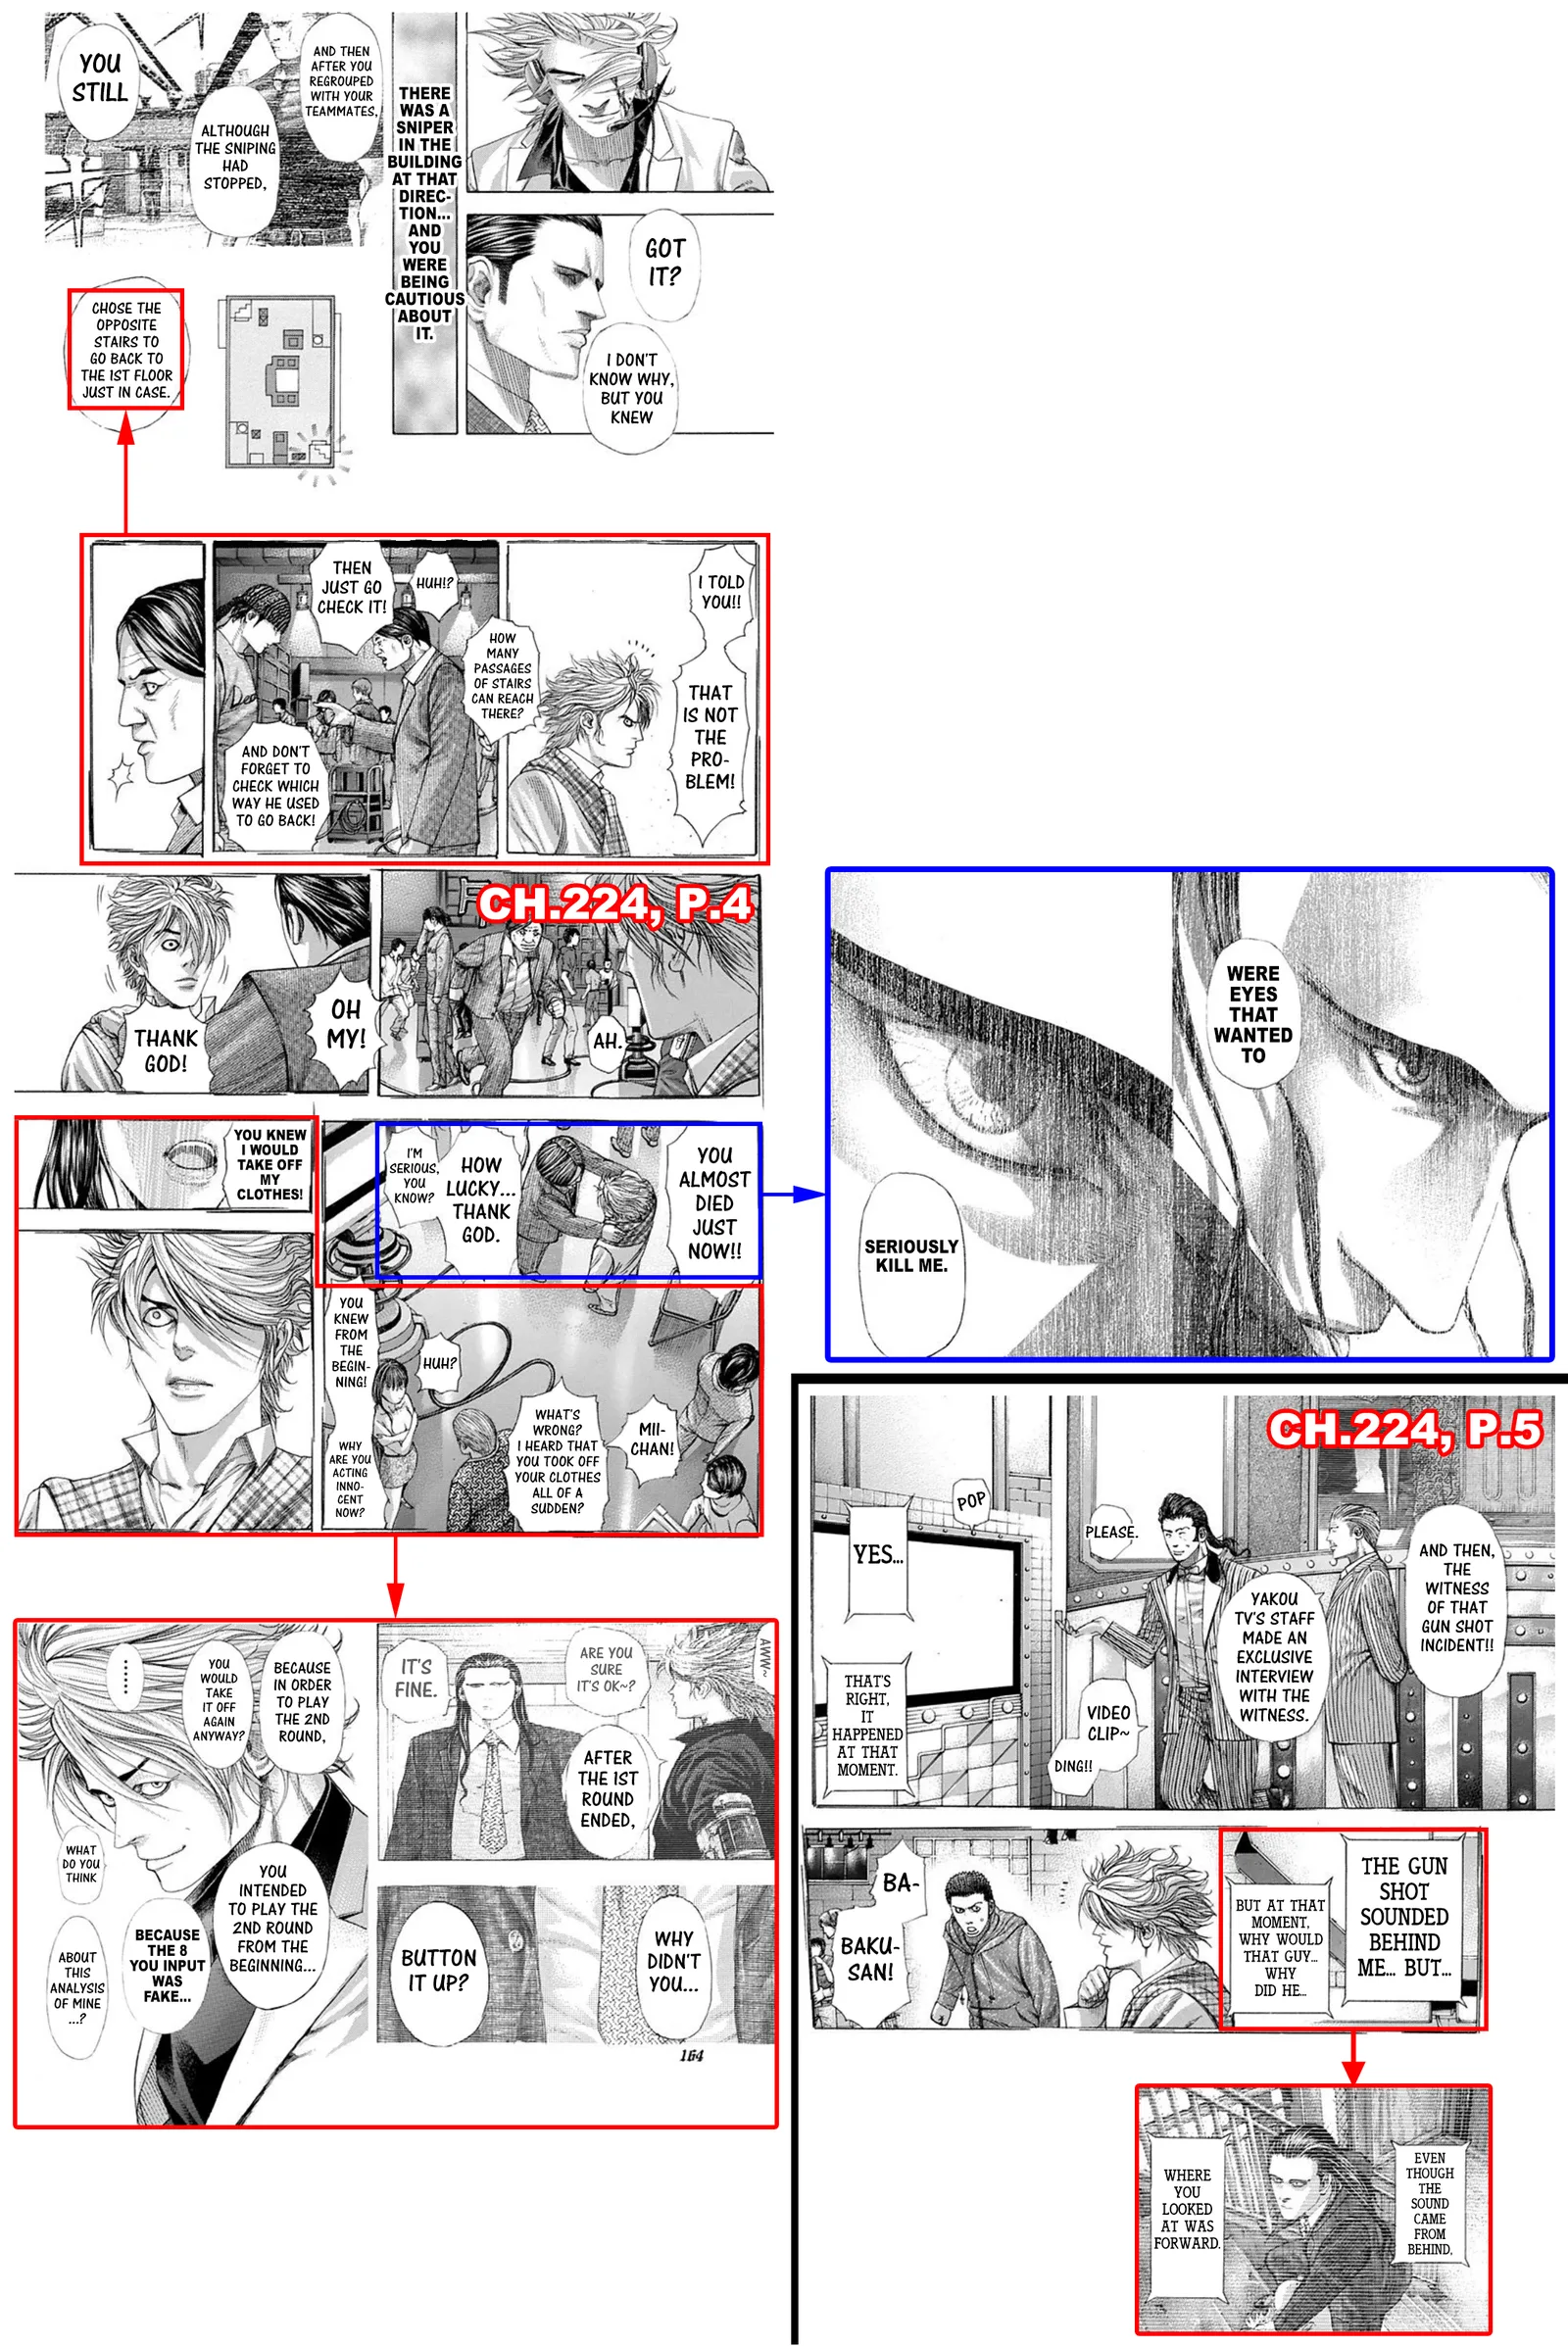 GOT
IT?
I DON'T
KNOW WHY,
BUT YOU
KNEW
THERE
WAS A
SNIPER
IN THE
BUILDING
AT THAT
DIREC-
TION...
AND
YOU
WERE
BEING
CAUTIOUS
ABOUT
IT.
AND THEN
AFTER YOU
REGROUPED
WITH YOUR
TEAMMATES,
ALTHOUGH
THE SNIPING
HAD
STOPPED,
YOU
STILL
CHOSE THE
OPPOSITE
STAIRS TO
GO BACK TO
THE 1ST FLOOR
JUST IN CASE.
I TOLD
YOU!!
THAT
IS NOT
THE
PRO-
BLEM!
HOW
MANY
PASSAGES
OF STAIRS
CAN REACH
THERE?
HUH!?
THEN
JUST GO
CHECK IT!
AND DON'T
FORGET TO
CHECK WHICH
WAY HE USED
TO GO BACK!
CH.224, P.4
AH.
OH
MY!
THANK
GOD!
YOU
ALMOST
DIED
JUST
NOW!!
HOW
LUCKY...
THANK
GOD.
I'M
SERIOUS,
YOU
KNOW?
WERE
EYES
THAT
WANTED
TO
SERIOUSLY
KILL ME.
MII-
CHAN!
WHAT'S
WRONG?
I HEARD THAT
YOU TOOK OFF
YOUR CLOTHES
ALL OF A
SUDDEN?
HUH?
YOU
KNEW
FROM
THE
BEGIN-
NING!
WHY
ARE YOU
ACTING
INNO-
CENT
NOW?
YOU KNEW
I WOULD
TAKE OFF
MY
CLOTHES!
AWW~
ARE YOU
SURE
IT'S OK~?
IT'S
FINE.
AFTER
THE 1ST
ROUND
ENDED,
WHY
DIDN'T
YOU...
BUTTON
IT UP?
164
BECAUSE
IN ORDER
TO PLAY
THE 2ND
ROUND,
YOU
WOULD
TAKE
IT OFF
AGAIN
ANYWAY?
......
YOU
INTENDED
TO PLAY THE
2ND ROUND
FROM THE
BEGINNING...
BECAUSE
THE 8
YOU INPUT
WAS
FAKE...
WHAT
DO YOU
THINK
ABOUT
THIS
ANALYSIS
OF MINE
...?
CH.224, P.5
AND THEN,
THE
WITNESS
OF THAT
GUN SHOT
INCIDENT!!
YAKOU
TV'S STAFF
MADE AN
EXCLUSIVE
INTERVIEW
WITH THE
WITNESS.
PLEASE.
VIDEO
CLIP~
DING!!
POP
YES...
THAT'S
RIGHT,
IT
HAPPENED
AT THAT
MOMENT.
THE GUN
SHOT
SOUNDED
BEHIND
ME... BUT...
BUT AT THAT
MOMENT,
WHY WOULD
THAT GUY...
WHY
DID HE...
BA-
BAKU-
SAN!
EVEN
THOUGH
THE
SOUND
CAME
FROM
BEHIND,
WHERE
YOU
LOOKED
AT WAS
FORWARD.